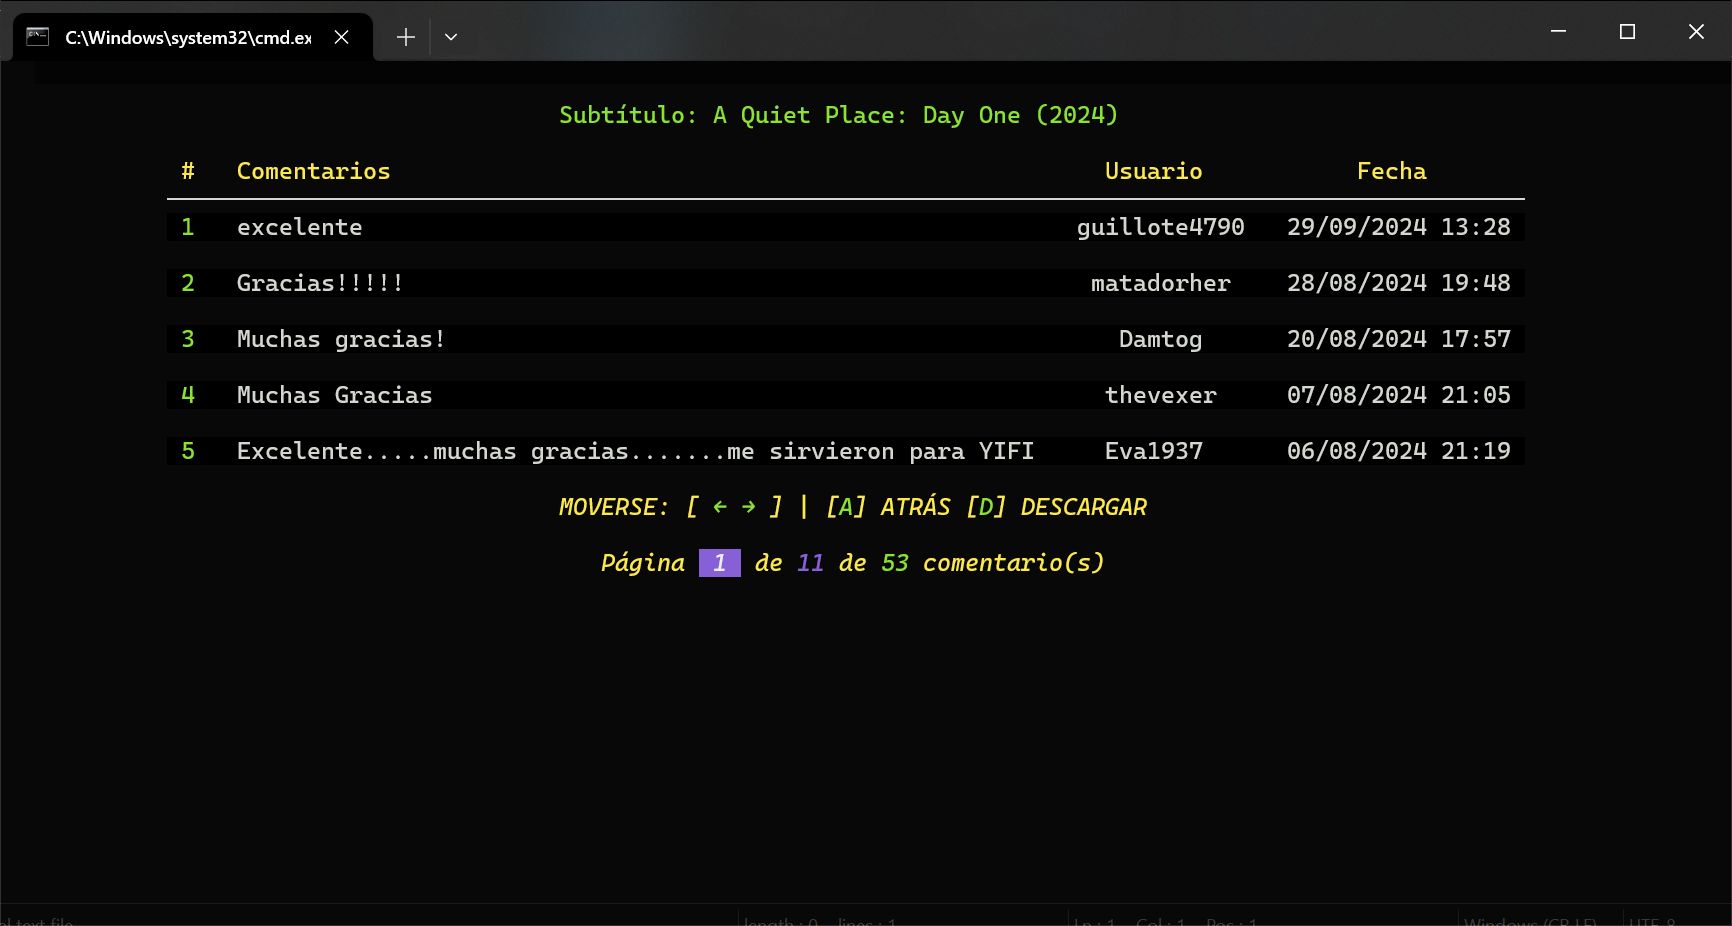 C:\Windows\system32\cmd.ex
Subtítulo: A Quiet Place: Day One (2024)
# Comentarios Usuario Fecha
1 excelente guillote4790 29/09/2024 13:28
2 Gracias!!!!! matadorher 28/08/2024 19:48
3 Muchas gracias! Damtog 20/08/2024 17:57
4 Muchas Gracias thevexer 07/08/2024 21:05
5 Excelente.....muchas gracias.......me sirvieron para YIFI Eva1937 06/08/2024 21:19
MOVERSE: [ ← → ] | [A] ATRÁS [D] DESCARGAR
Página 1 de 11 de 53 comentario(s)
text file length : 0 lines : 1 Ln : 1 Col : 1 Pos : 1 Windows (CR LF) UTF-8